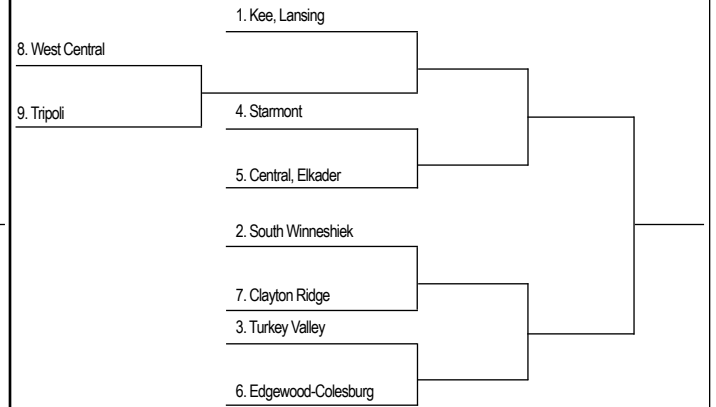 1. Kee, Lansing
8. West Central
9. Tripoli
4. Starmont
5. Central, Elkader
2. South Winneshiek
7. Clayton Ridge
3. Turkey Valley
6. Edgewood-Colesburg